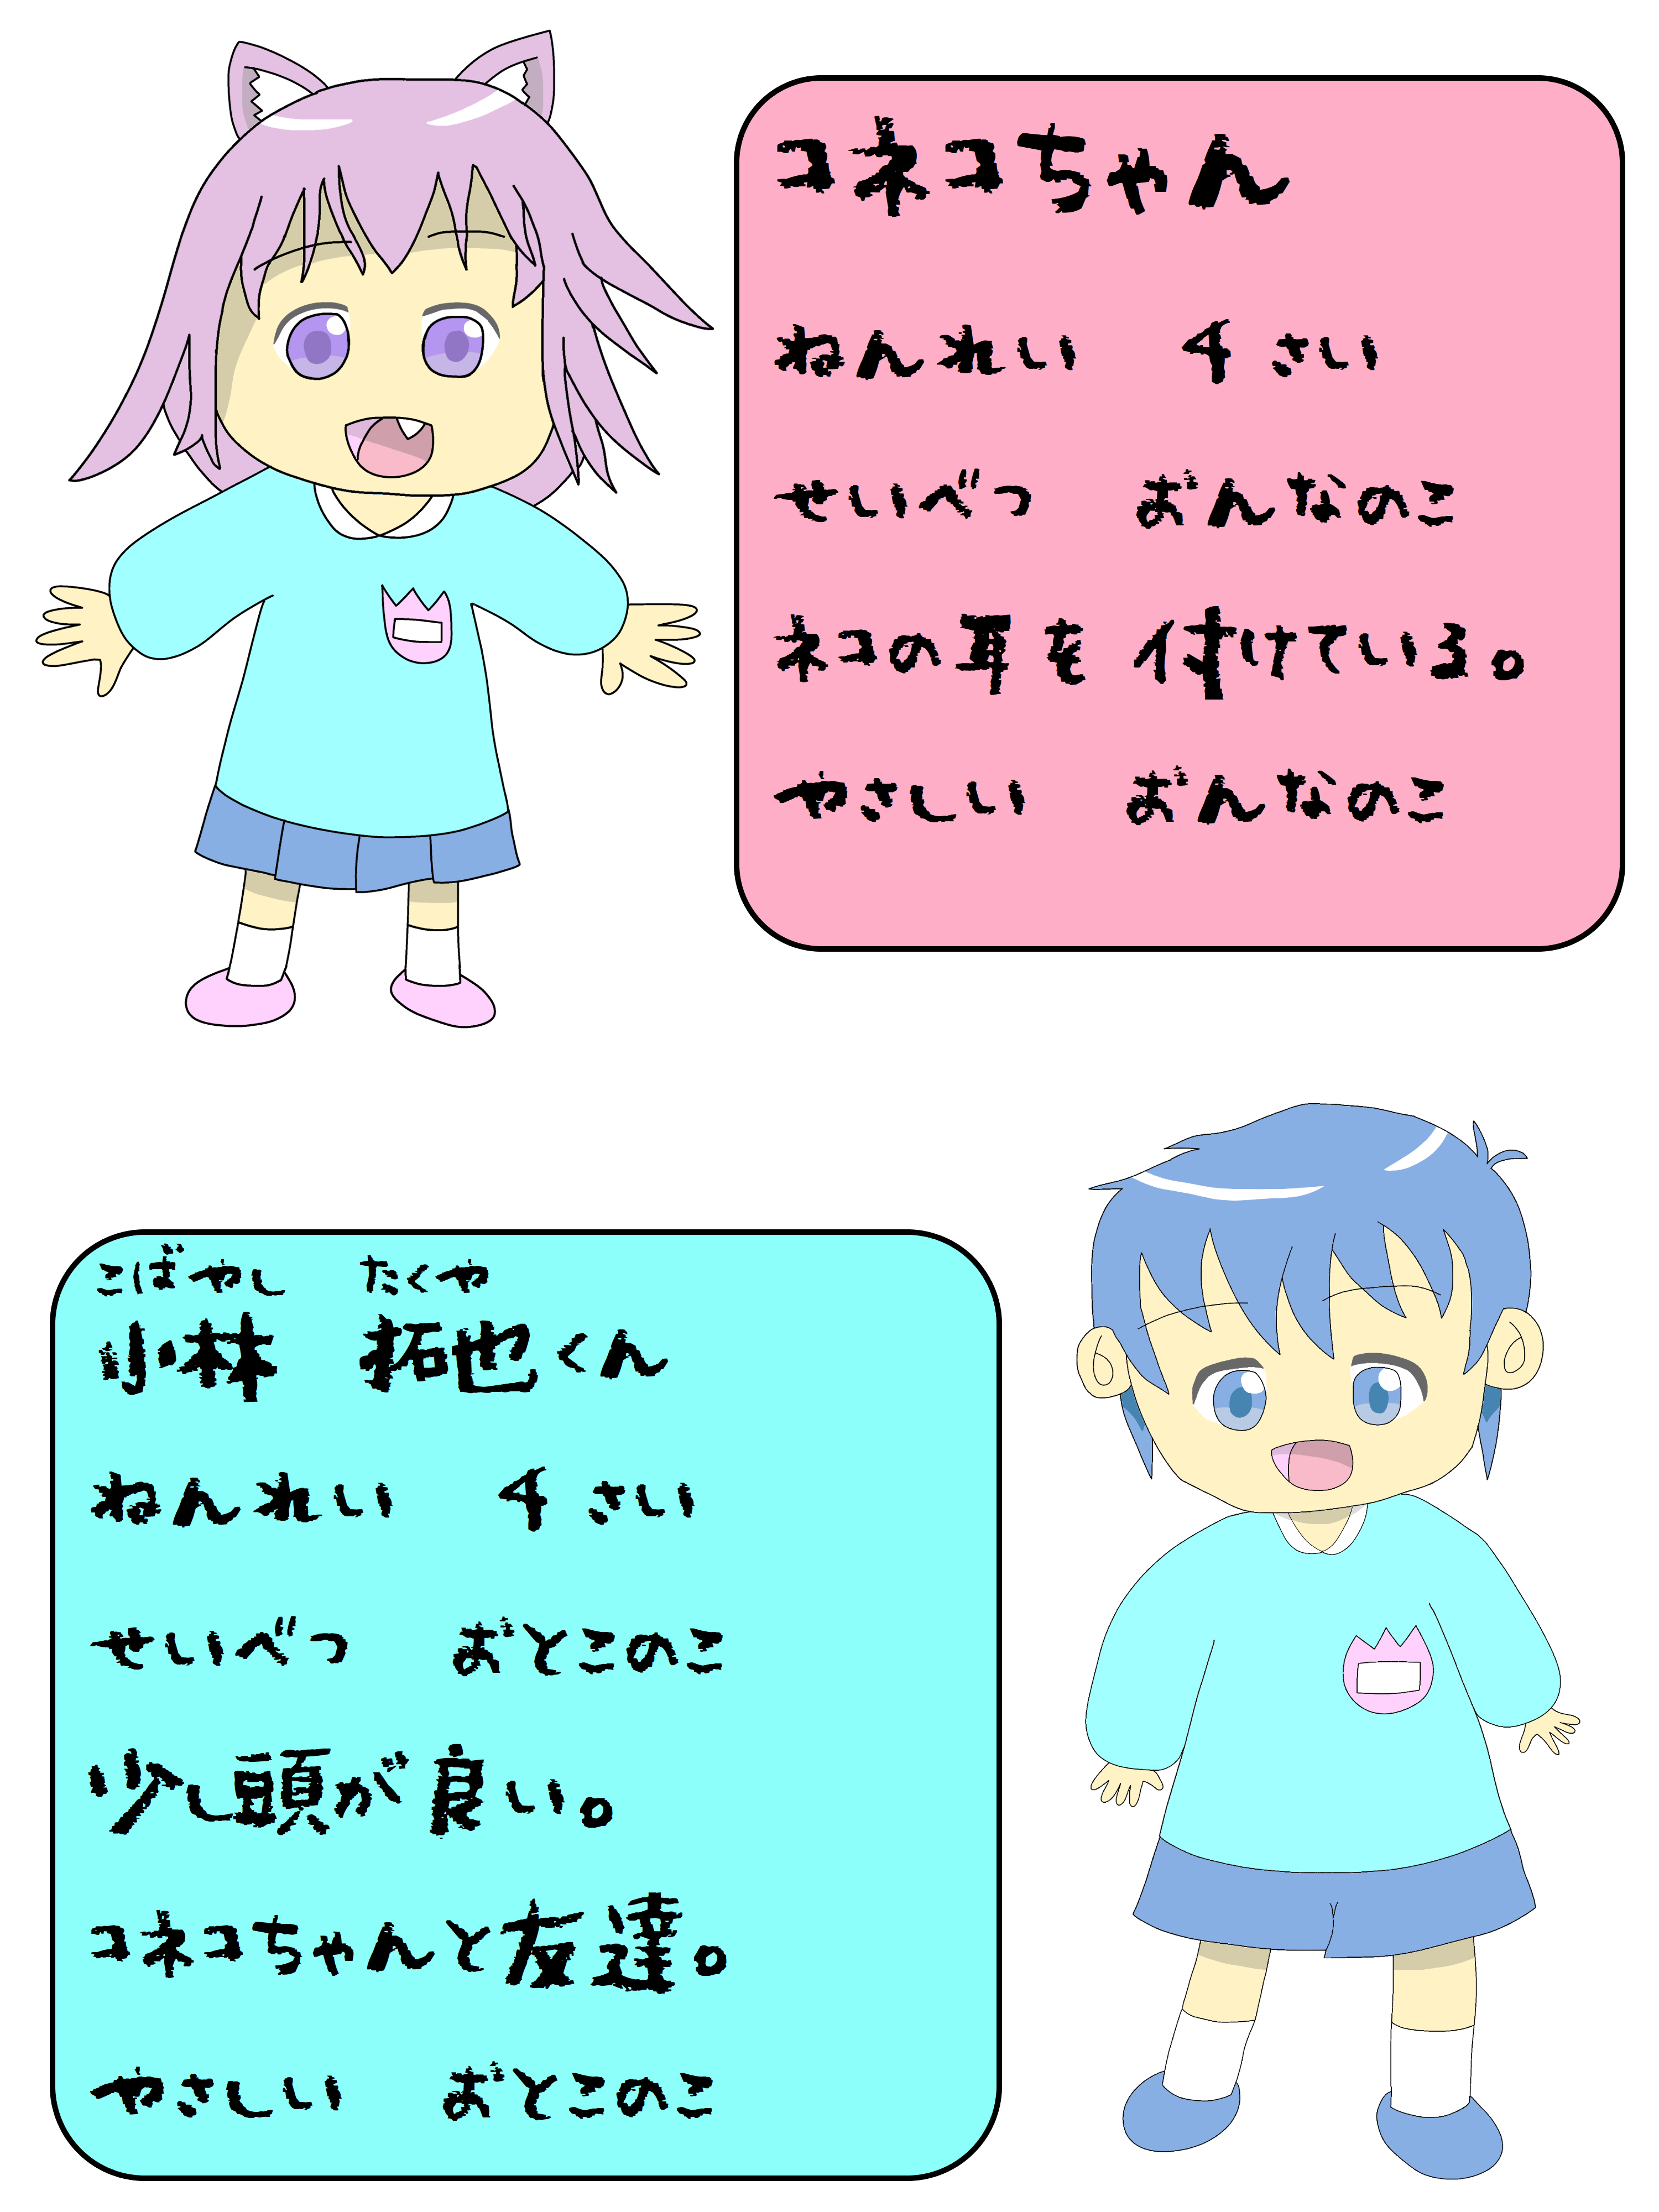 コネコちゃん
ねんれい　4さい
せいべつ　おんなのこ
ネコの耳を付けている。
やさしい　おんなのこ
こばやし　たくや
小林　拓也くん
ねんれい　4さい
せいべつ　おとこのこ
少し頭が良い。
コネコちゃんと友達。
やさしい　おとこのこ